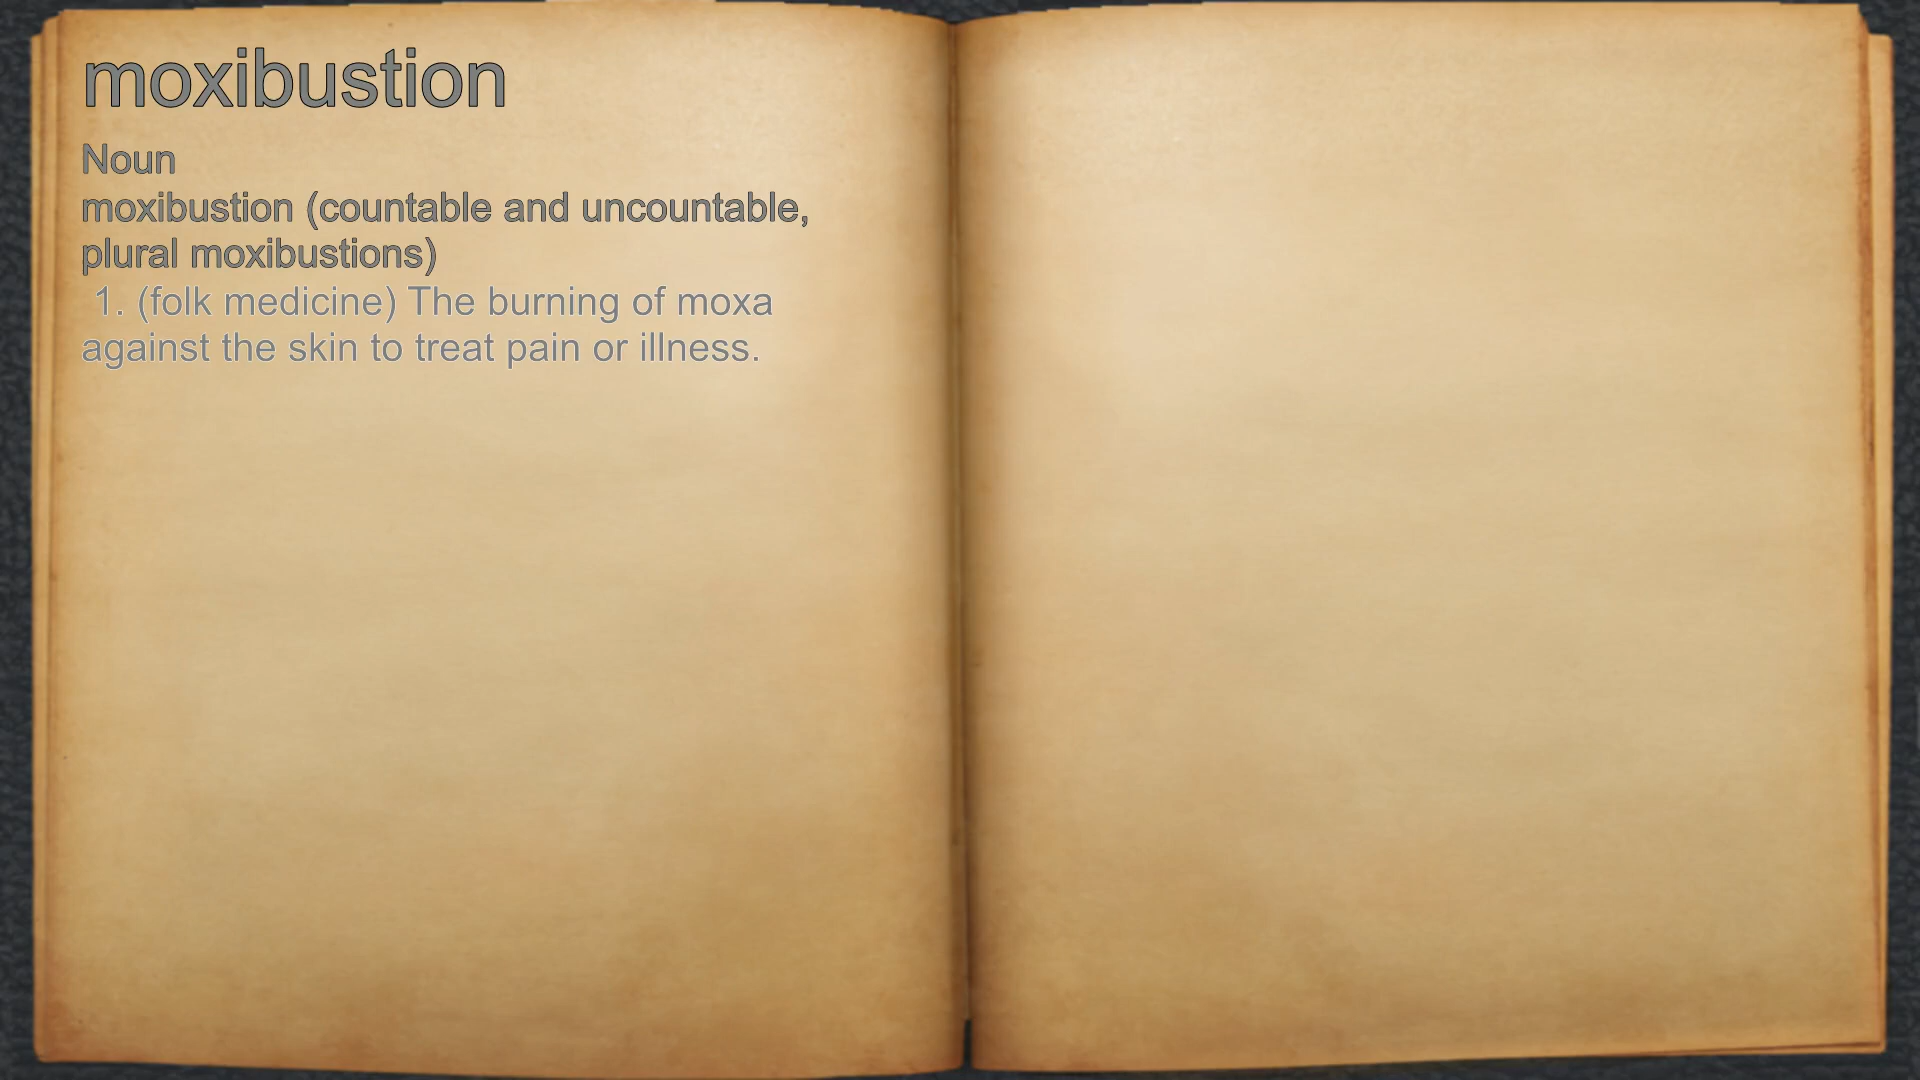 moxibustion
Noun
moxibustion (countable and uncountable,
plural moxibustions)
1. (folk medicine) The burning of moxa
against the skin to treat pain or illness.